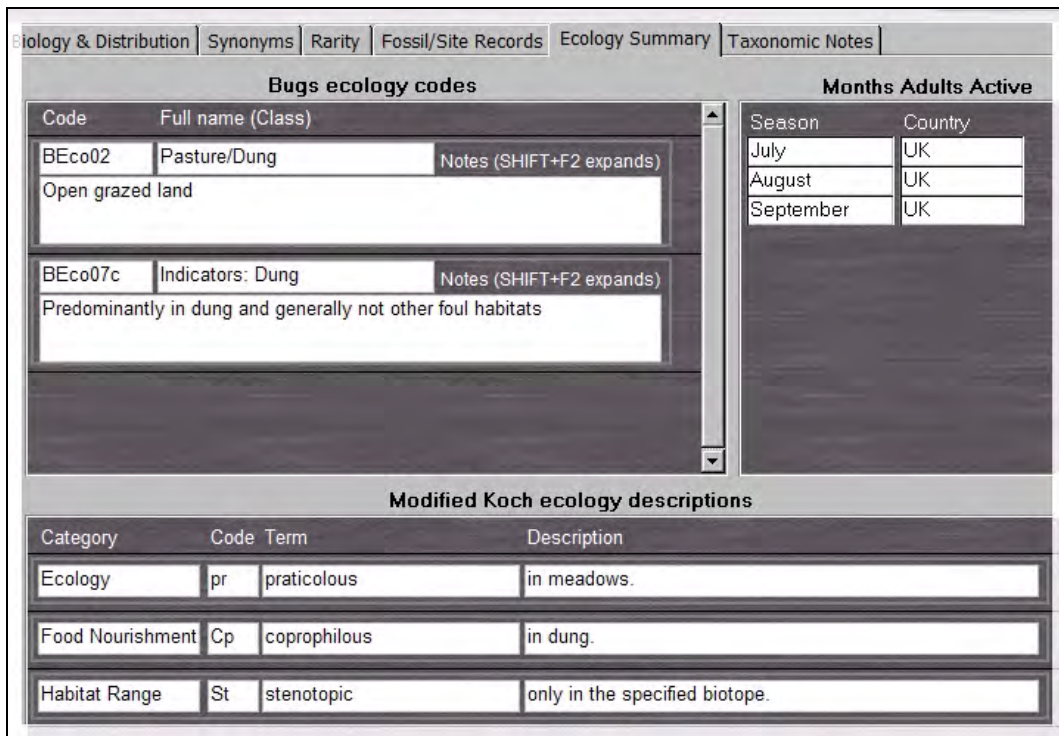 Biology & Distribution Synonyms Rarity Fossil/Site Records Ecology Summary Taxonomic Notes
Bugs ecology codes
Code Full name (Class)
BEco02 Pasture/Dung Notes (SHIFT+F2 expands)
Open grazed land
BEco07c Indicators: Dung Notes (SHIFT+F2 expands)
Predominantly in dung and generally not other foul habitats
Months Adults Active
Season Country
July UK
August UK
September UK
Modified Koch ecology descriptions
Category Code Term Description
Ecology pr praticolous in meadows.
Food Nourishment Cp coprophilous in dung.
Habitat Range St stenotopic only in the specified biotope.